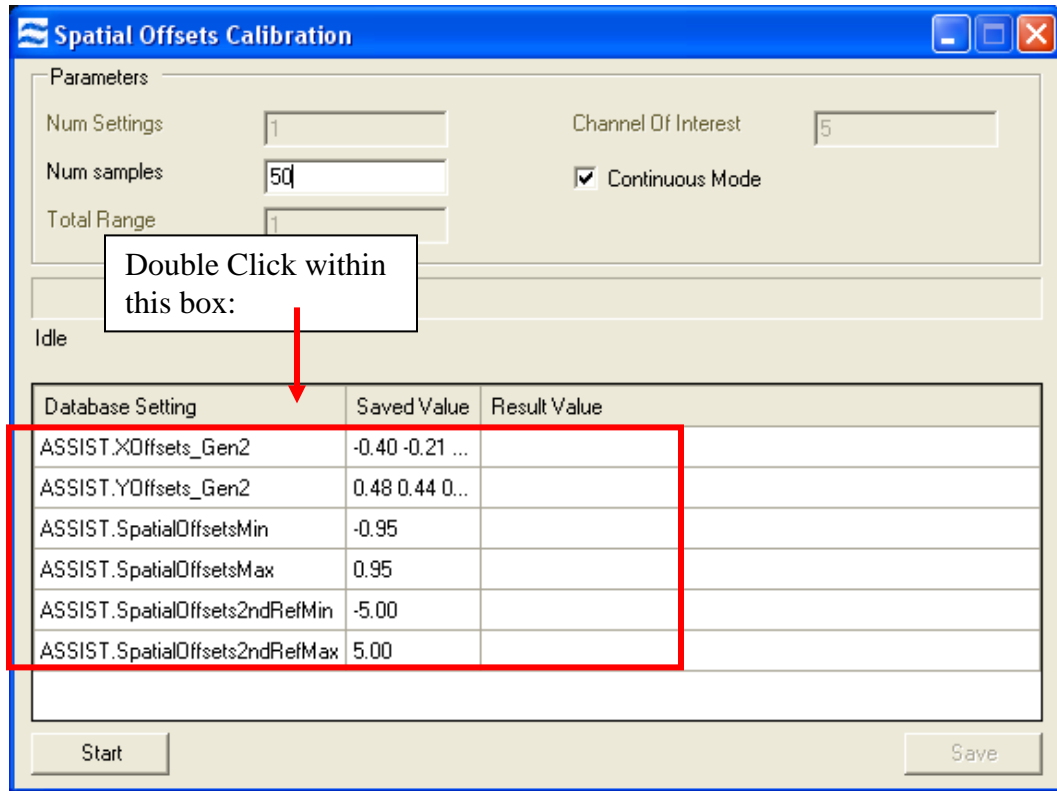 Spatial Offsets Calibration
Parameters
Num Settings 1 Channel Of Interest 5
Num samples 50 Continuous Mode
Total Range 1
Double Click within
this box:
Idle
Database Setting Saved Value Result Value
ASSIST.XOffsets_Gen2 -0.40 -0.21 ...
ASSIST.YOffsets_Gen2 0.48 0.44 0...
ASSIST.SpatialOffsetsMin -0.95
ASSIST.SpatialOffsetsMax 0.95
ASSIST.SpatialOffsets2ndRefMin -5.00
ASSIST.SpatialOffsets2ndRefMax 5.00
Start Save